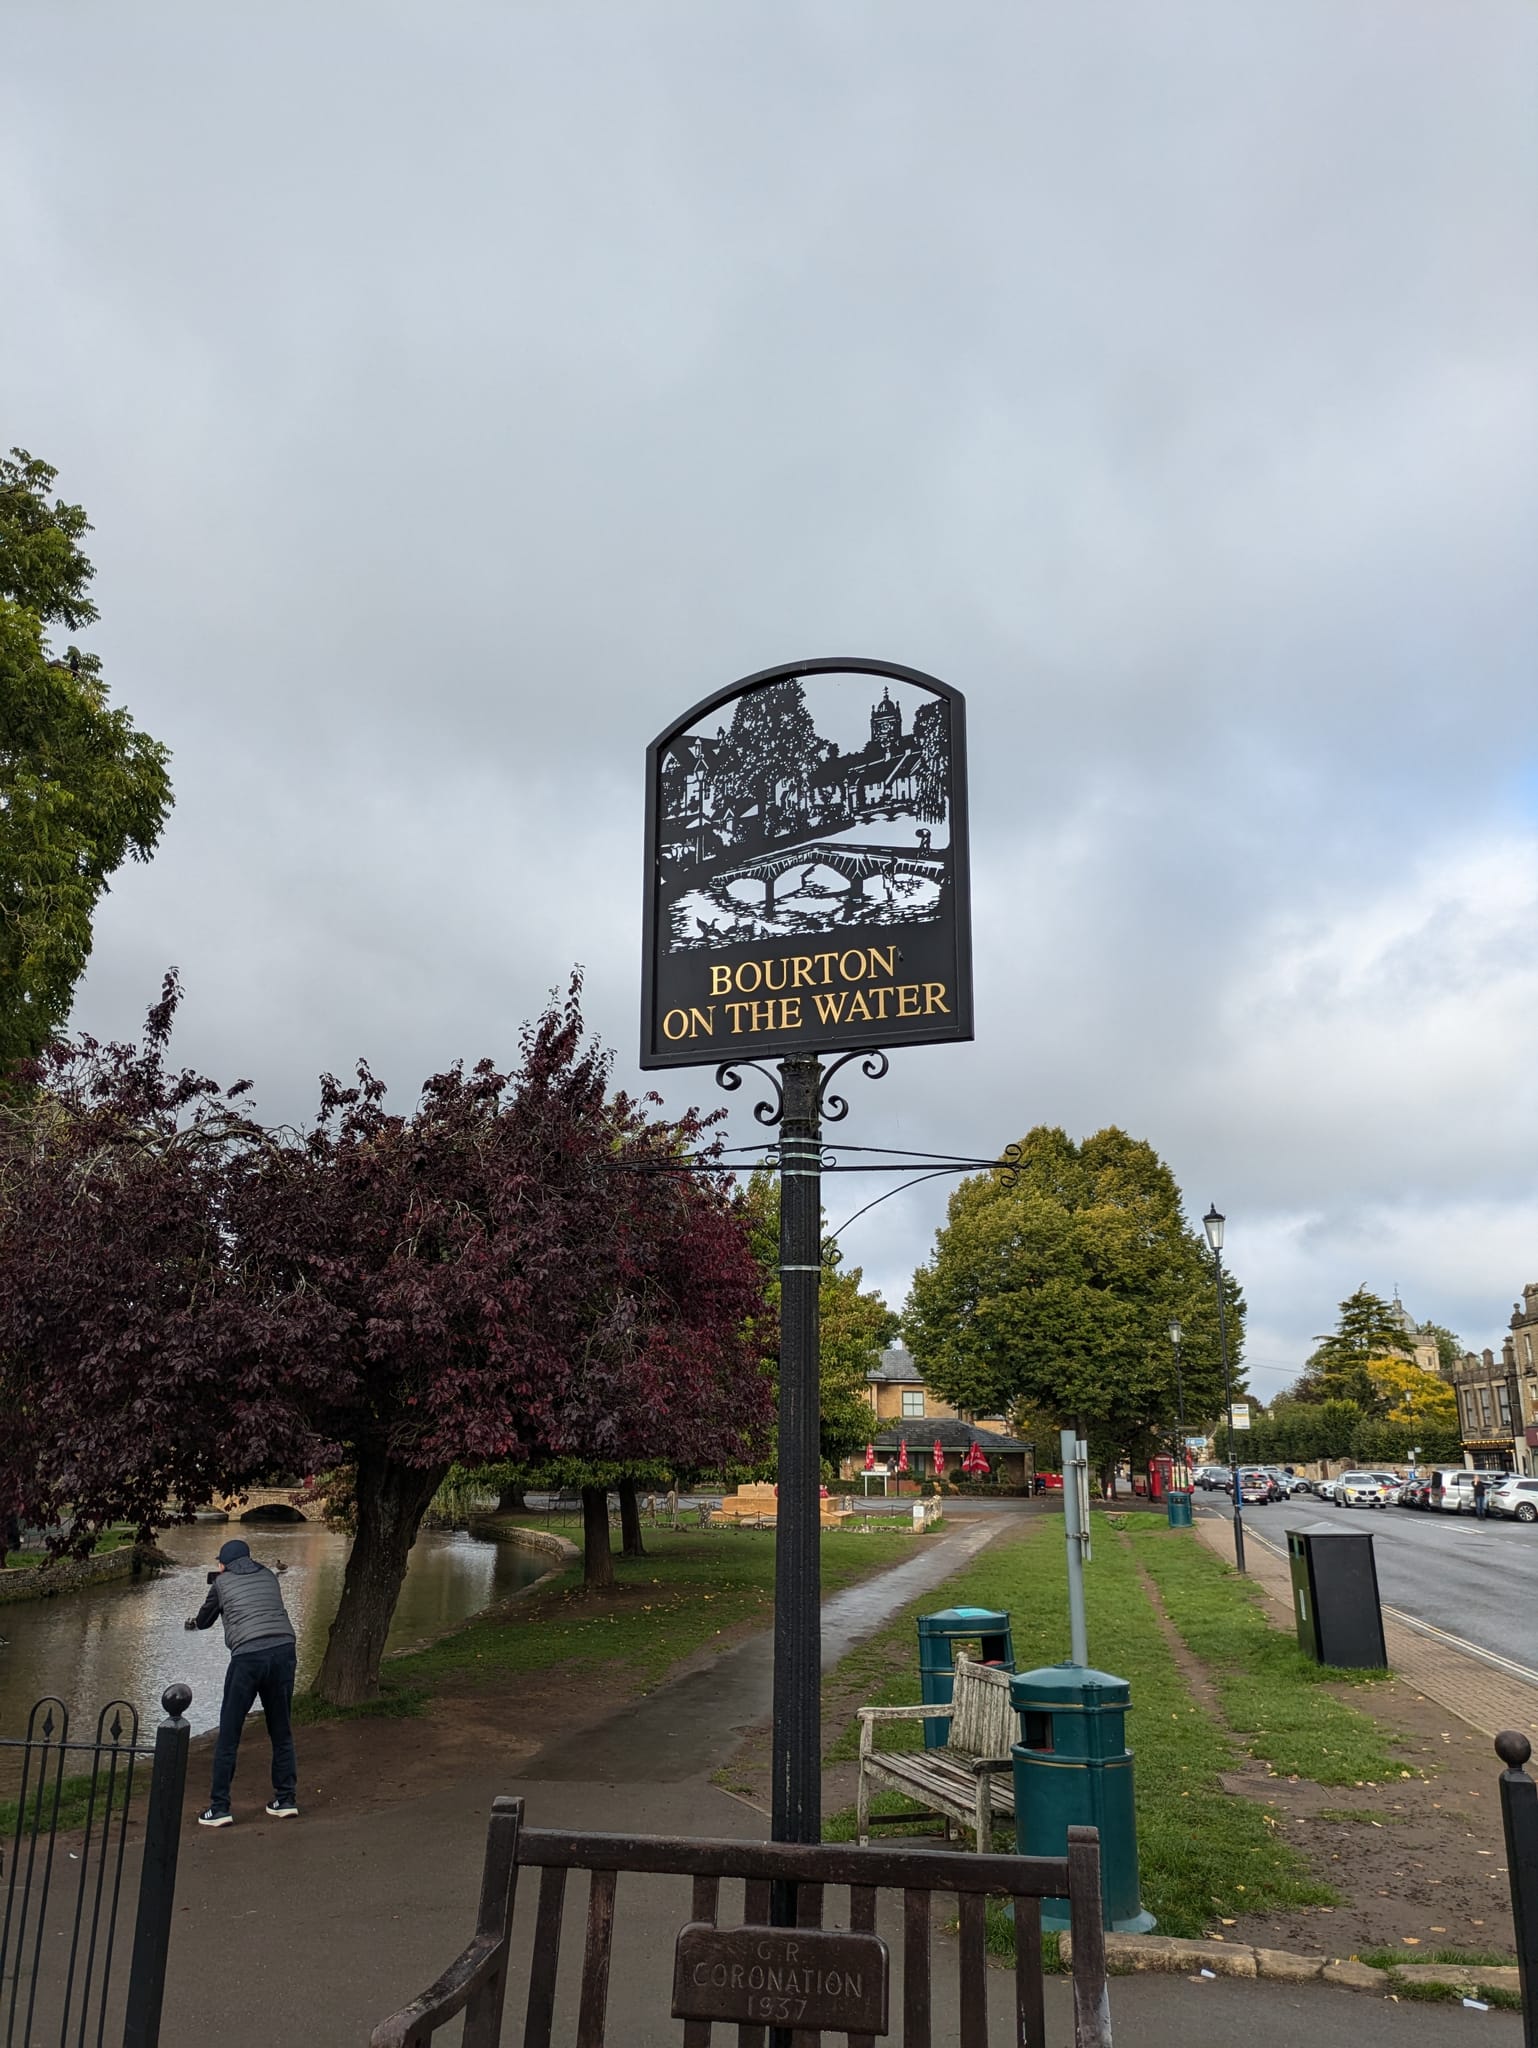 BOURTON
ON THE WATER
G.R.
CORONATION
1937